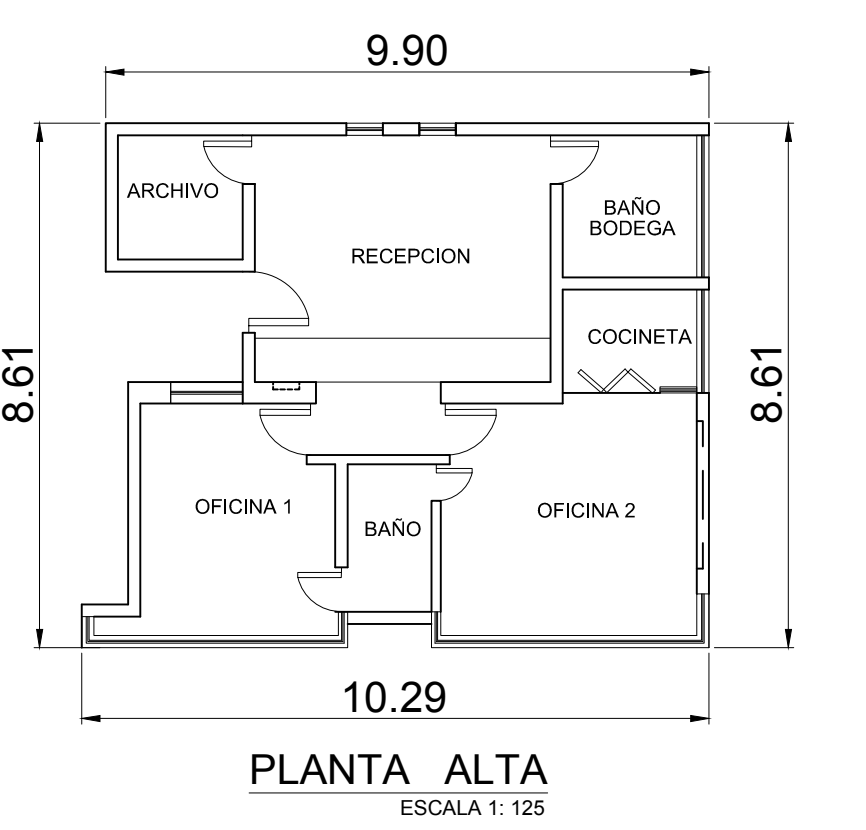 9.90
ARCHIVO
BAÑO
BODEGA
RECEPCION
COCINETA
8.61
8.61
OFICINA 1
BAÑO
OFICINA 2
10.29
PLANTA ALTA
ESCALA 1: 125